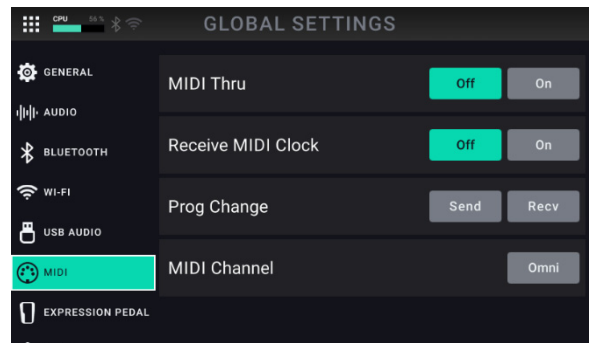 CPU 56% GLOBAL SETTINGS
GENERAL
MIDI Thru Off On
AUDIO
Receive MIDI Clock Off On
BLUETOOTH
WI-FI
Prog Change Send Recv
USB AUDIO
MIDI
MIDI Channel Omni
EXPRESSION PEDAL